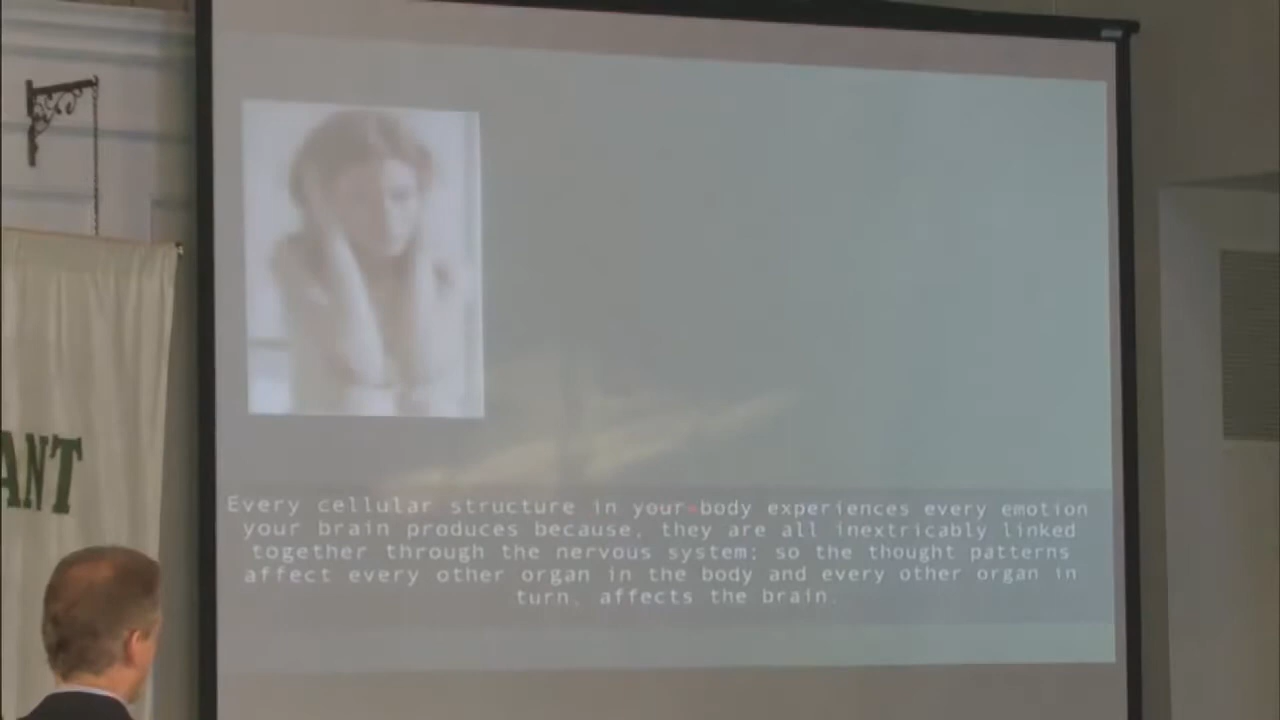 ANT
Every cellular structure in your body experiences every emotion
your brain produces because, they are all inextricably linked
together through the nervous system; so the thought patterns
affect every other organ in the body and every other organ in
turn, affects the brain.